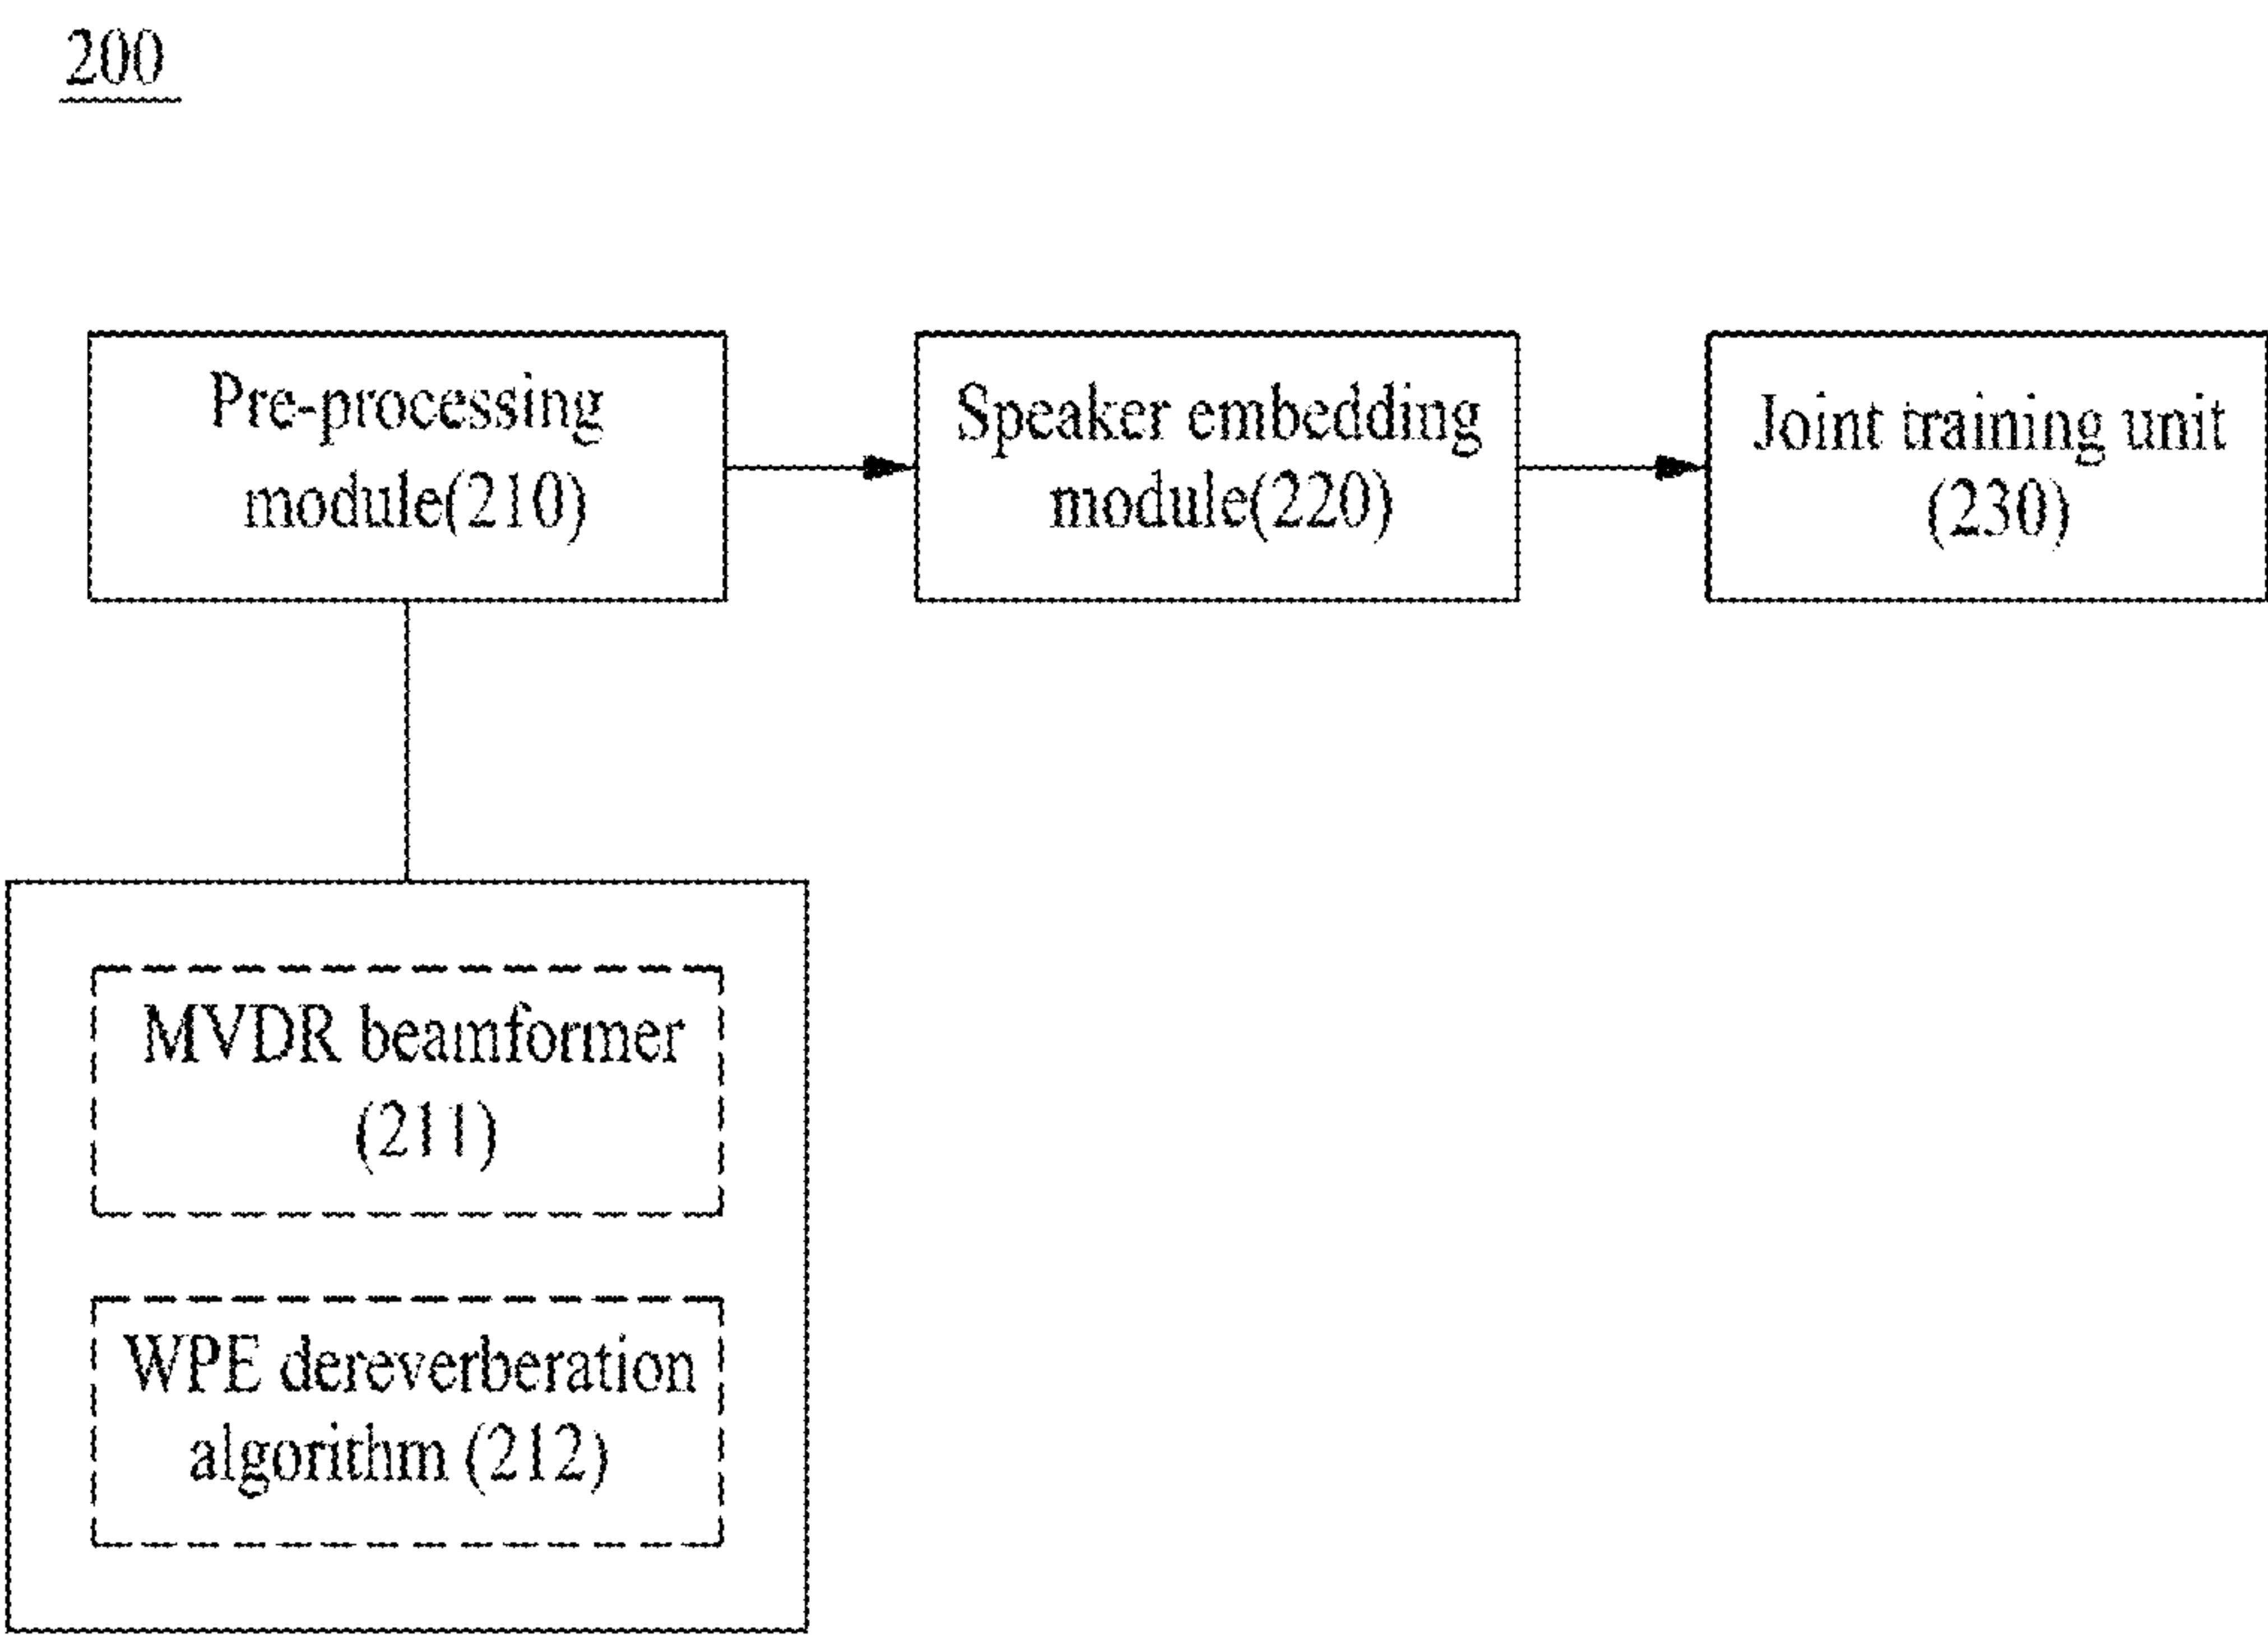 200
Pre-processing
module(210)
Speaker embedding
module(220)
Joint training unit
(230)
MVDR beamformer
(211)
WPE dereverberation
algorithm (212)